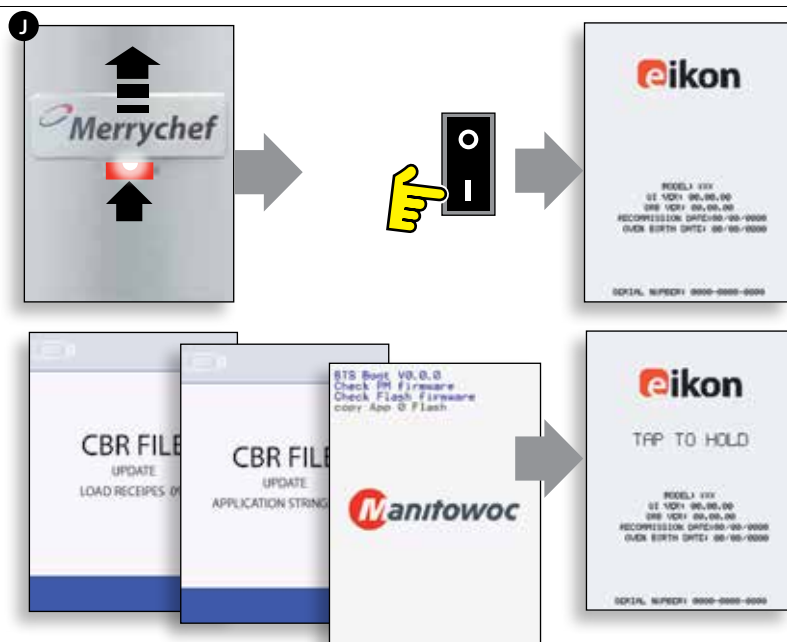 J
Merrychef
eikon
MODEL: XXX
UI VER: 00.00.00
SRB VER: 00.00.00
RECOMMISSION DATE:00/00/0000
OVEN BIRTH DATE: 00/00/0000
SERIAL NUMBER: 0000-0000-0000
CBR FILE
UPDATE
LOAD RECEIPES 0
CBR FILE
UPDATE
APPLICATION STRING
BTS Boot V0.0.0
Check PM firmware
Check Flash firmware
copy App 0 Flash
Manitowoc
eikon
TAP TO HOLD
MODEL: XXX
UI VER: 00.00.00
SRB VER: 00.00.00
RECOMMISSION DATE:00/00/0000
OVEN BIRTH DATE: 00/00/0000
SERIAL NUMBER: 0000-0000-0000